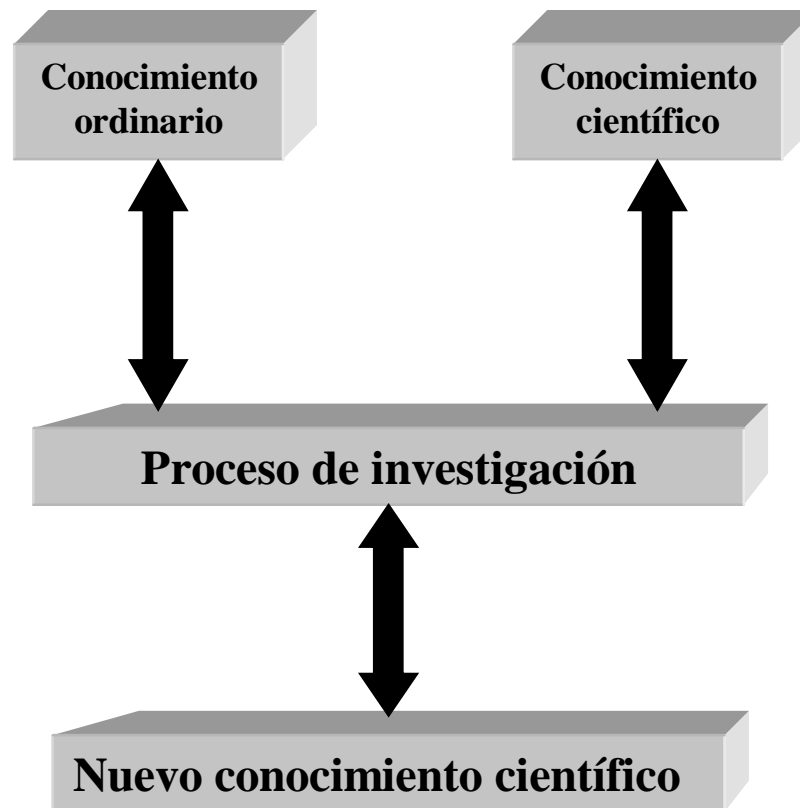 Conocimiento
ordinario
Conocimiento
científico
Proceso de investigación
Nuevo conocimiento científico